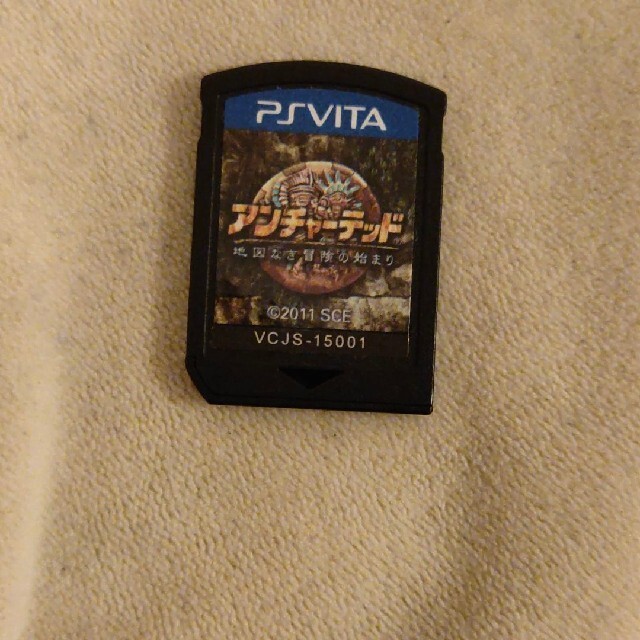 PSVITA
アンチャーテッド
地図なき冒険の始まり
©2011 SCE
VCJS-15001